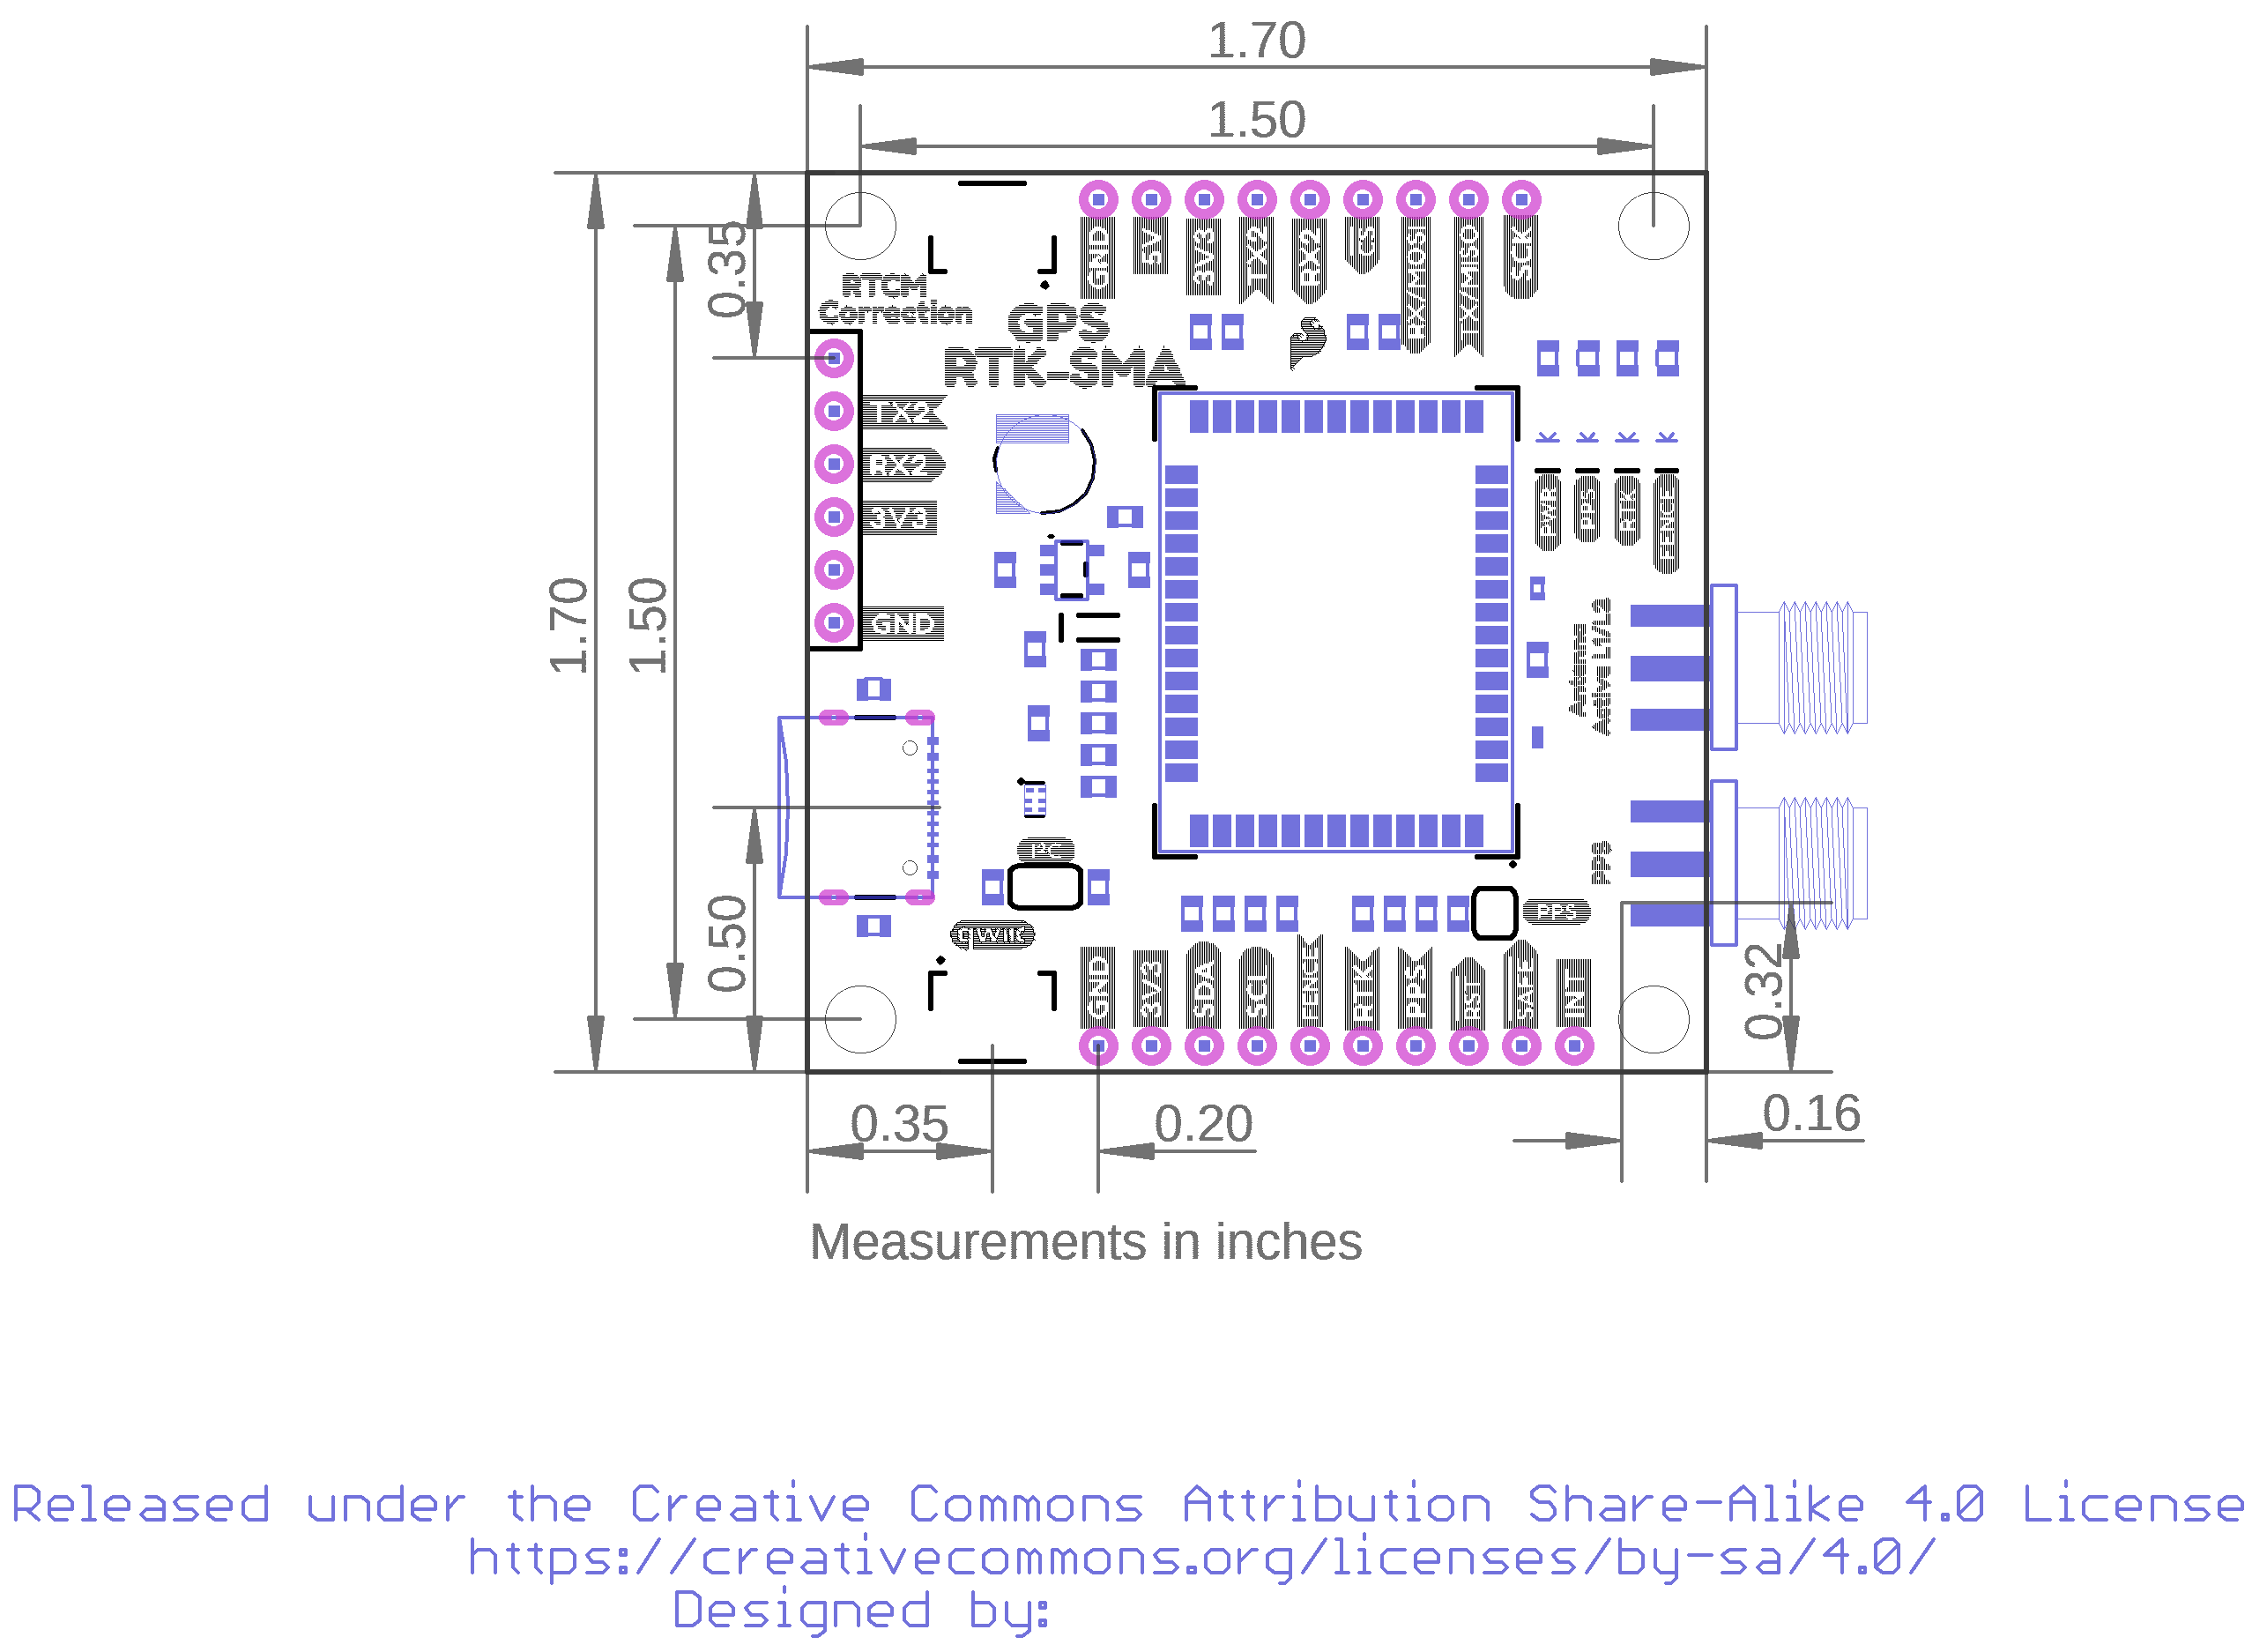 1.70
1.50
0.35
1.70
1.50
0.50
RTCM
Correction
GPS
RTK-SMA
GND
5V
3V3
TX2
RX2
CS
RX/MOSI
TX/MISO
SCK
TX2
RX2
3V3
GND
PWR
PPS
RTK
FENCE
Antenna
Active L1/L2
PPS
I²C
qwiic
PPS
GND
3V3
SDA
SCL
FENCE
RTK
PPS
RST
SAFE
INT
0.32
0.35
0.20
0.16
Measurements in inches
Released under the Creative Commons Attribution Share-Alike 4.0 License
https://creativecommons.org/licenses/by-sa/4.0/
Designed by: